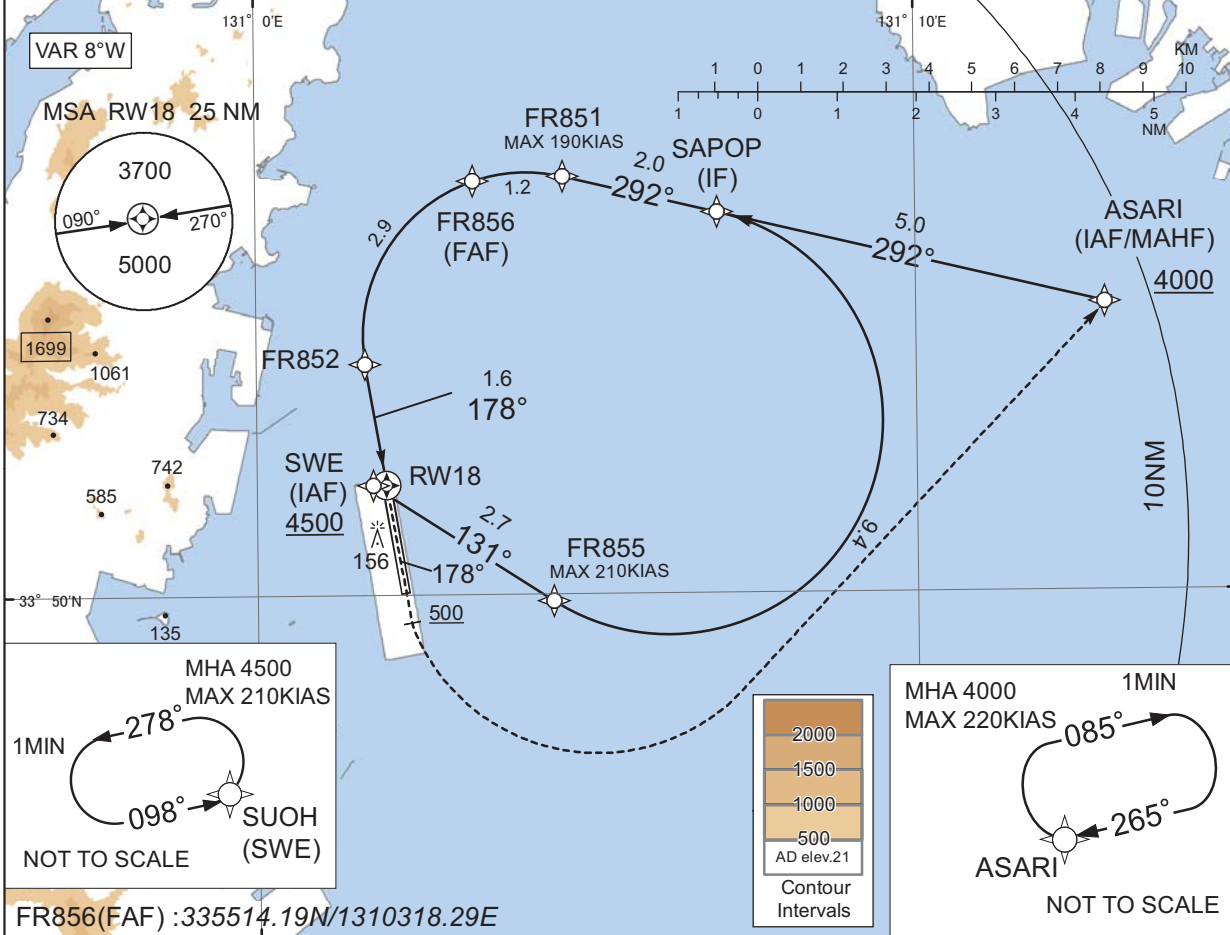 131° 0'E
131° 10'E
VAR 8°W
KM
1 0 1 2 3 4 5 6 7 8 9 10
1 0 1 2 3 4 5
NM
MSA RW18 25 NM
3700
090°
270°
5000
FR851
MAX 190KIAS
2.0
292°
SAPOP
(IF)
1.2
FR856
(FAF)
2.9
5.0
292°
ASARI
(IAF/MAHF)
4000
1699
1061
734
742
585
FR852
1.6
178°
SWE
(IAF)
4500
RW18
2.7
131°
156
178°
FR855
MAX 210KIAS
9.4
10NM
33° 50'N
500
135
MHA 4500
MAX 210KIAS
1MIN
278°
098°
SUOH
(SWE)
NOT TO SCALE
2000
1500
1000
500
AD elev.21
Contour
Intervals
MHA 4000
MAX 220KIAS
1MIN
085°
265°
ASARI
NOT TO SCALE
FR856(FAF) :335514.19N/1310318.29E